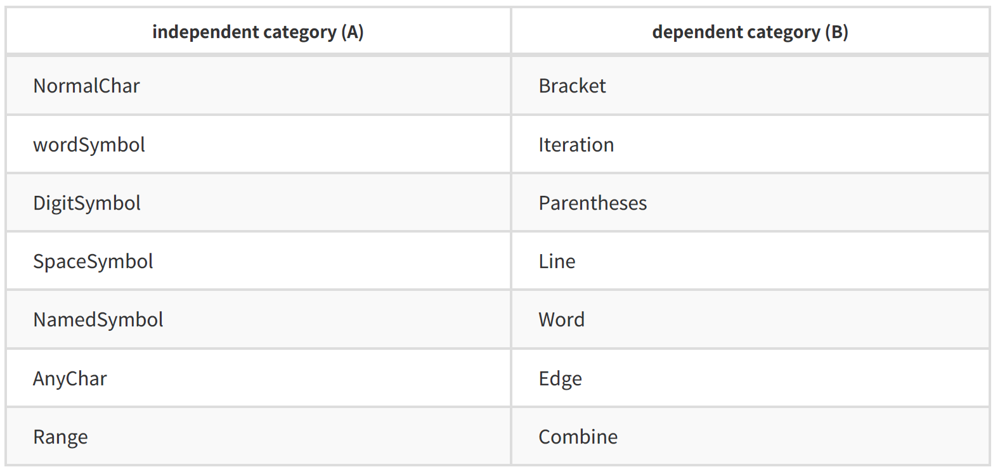 independent category (A) dependent category (B)
NormalChar Bracket
wordSymbol Iteration
DigitSymbol Parentheses
SpaceSymbol Line
NamedSymbol Word
AnyChar Edge
Range Combine